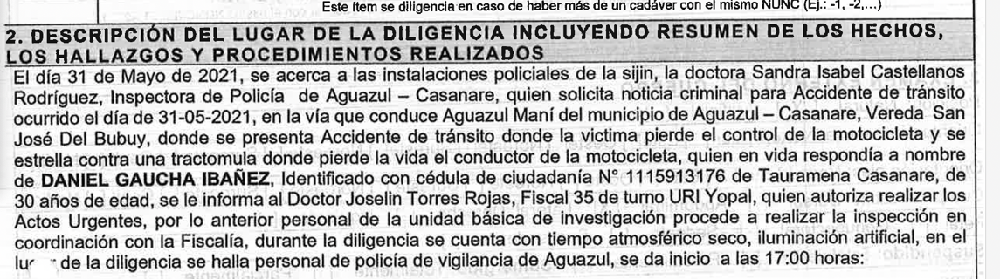 Este ítem se diligencia en caso de haber más de un cadáver con el mismo NUNC (Ej.: -1, -2,...)
2. DESCRIPCIÓN DEL LUGAR DE LA DILIGENCIA INCLUYENDO RESUMEN DE LOS HECHOS,
LOS HALLAZGOS Y PROCEDIMIENTOS REALIZADOS
El día 31 de Mayo de 2021, se acerca a las instalaciones policiales de la sijin, la doctora Sandra Isabel Castellanos
Rodríguez, Inspectora de Policía de Aguazul – Casanare, quien solicita noticia criminal para Accidente de tránsito
ocurrido el día de 31-05-2021, en la vía que conduce Aguazul Maní del municipio de Aguazul – Casanare, Vereda San
José Del Bubuy, donde se presenta Accidente de tránsito donde la victima pierde el control de la motocicleta y se
estrella contra una tractomula donde pierde la vida el conductor de la motocicleta, quien en vida respondía a nombre
de DANIEL GAUCHA IBAÑEZ, Identificado con cédula de ciudadanía N° 1115913176 de Tauramena Casanare, de
30 años de edad, se le informa al Doctor Joselin Torres Rojas, Fiscal 35 de turno URI Yopal, quien autoriza realizar los
Actos Urgentes, por lo anterior personal de la unidad básica de investigación procede a realizar la inspección en
coordinación con la Fiscalía, durante la diligencia se cuenta con tiempo atmosférico seco, iluminación artificial, en el
de la diligencia se halla personal de policía de vigilancia de Aguazul, se da inicio a las 17:00 horas: